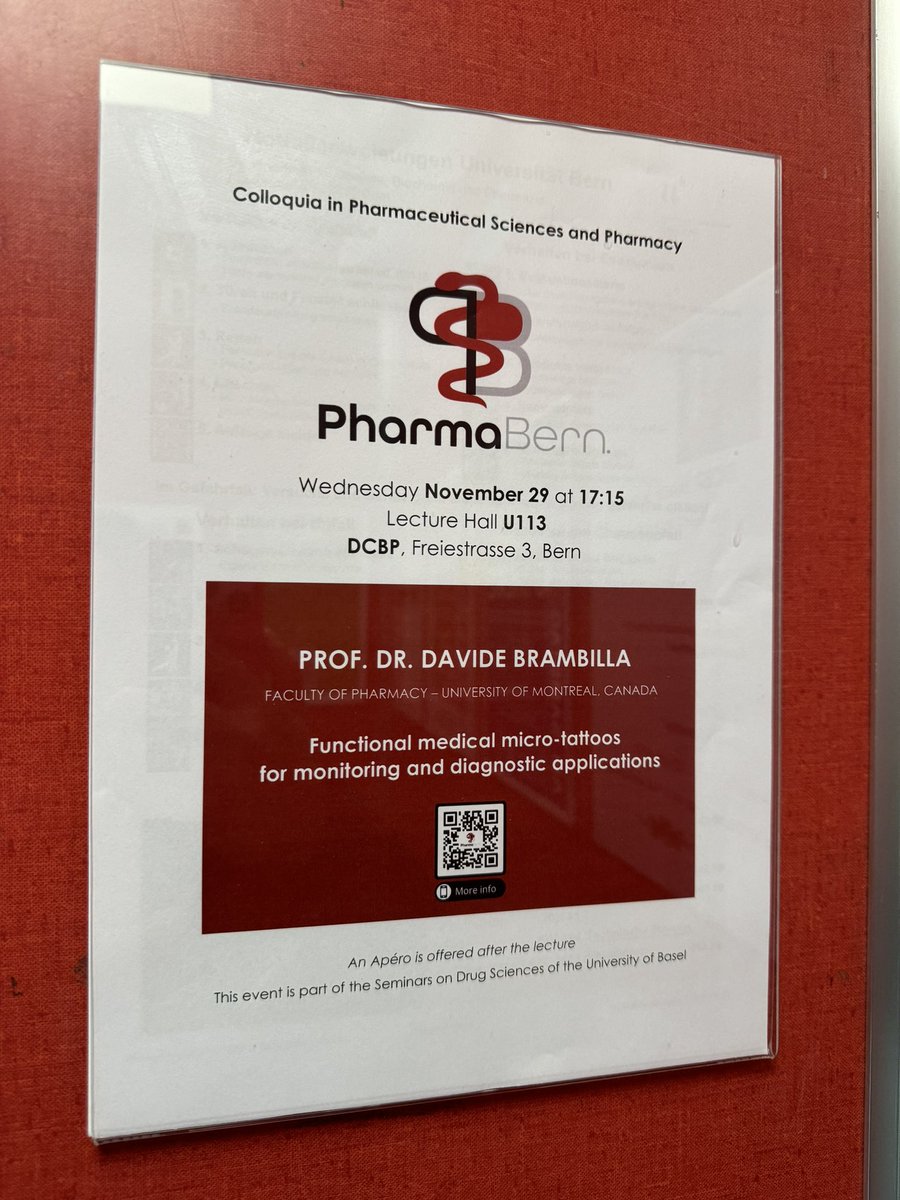 Colloquia in Pharmaceutical Sciences and Pharmacy
PharmaBern.
Wednesday November 29 at 17:15
Lecture Hall U113
DCBP, Freiestrasse 3, Bern
PROF. DR. DAVIDE BRAMBILLA
FACULTY OF PHARMACY – UNIVERSITY OF MONTREAL, CANADA
Functional medical micro-tattoos
for monitoring and diagnostic applications
More info
An Apéro is offered after the lecture
This event is part of the Seminars on Drug Sciences of the University of Basel